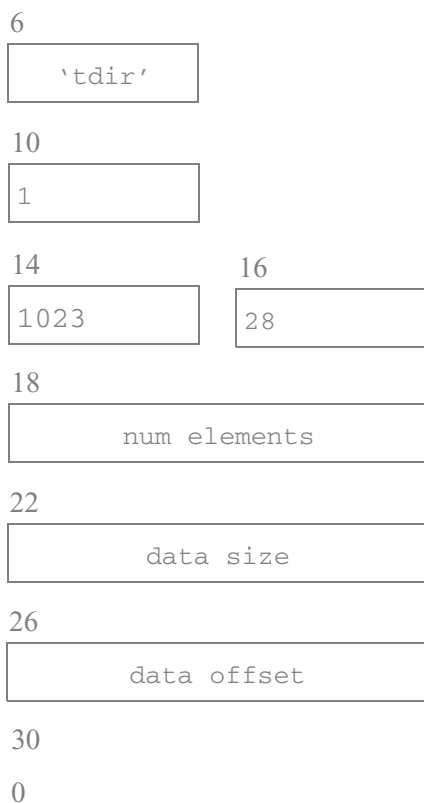 6
‘tdir’
10
1
14 16
1023 28
18
num elements
22
data size
26
data offset
30
0